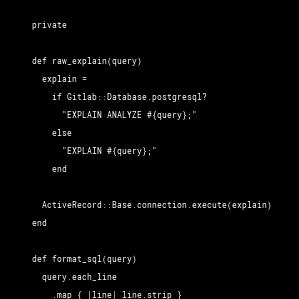 private
def raw_explain(query)
explain =
if Gitlab::Database.postgresql?
"EXPLAIN ANALYZE #{query};"
else
"EXPLAIN #{query};"
end
ActiveRecord::Base.connection.execute(explain)
end
def format_sql(query)
query.each_line
.map { |line| line.strip }